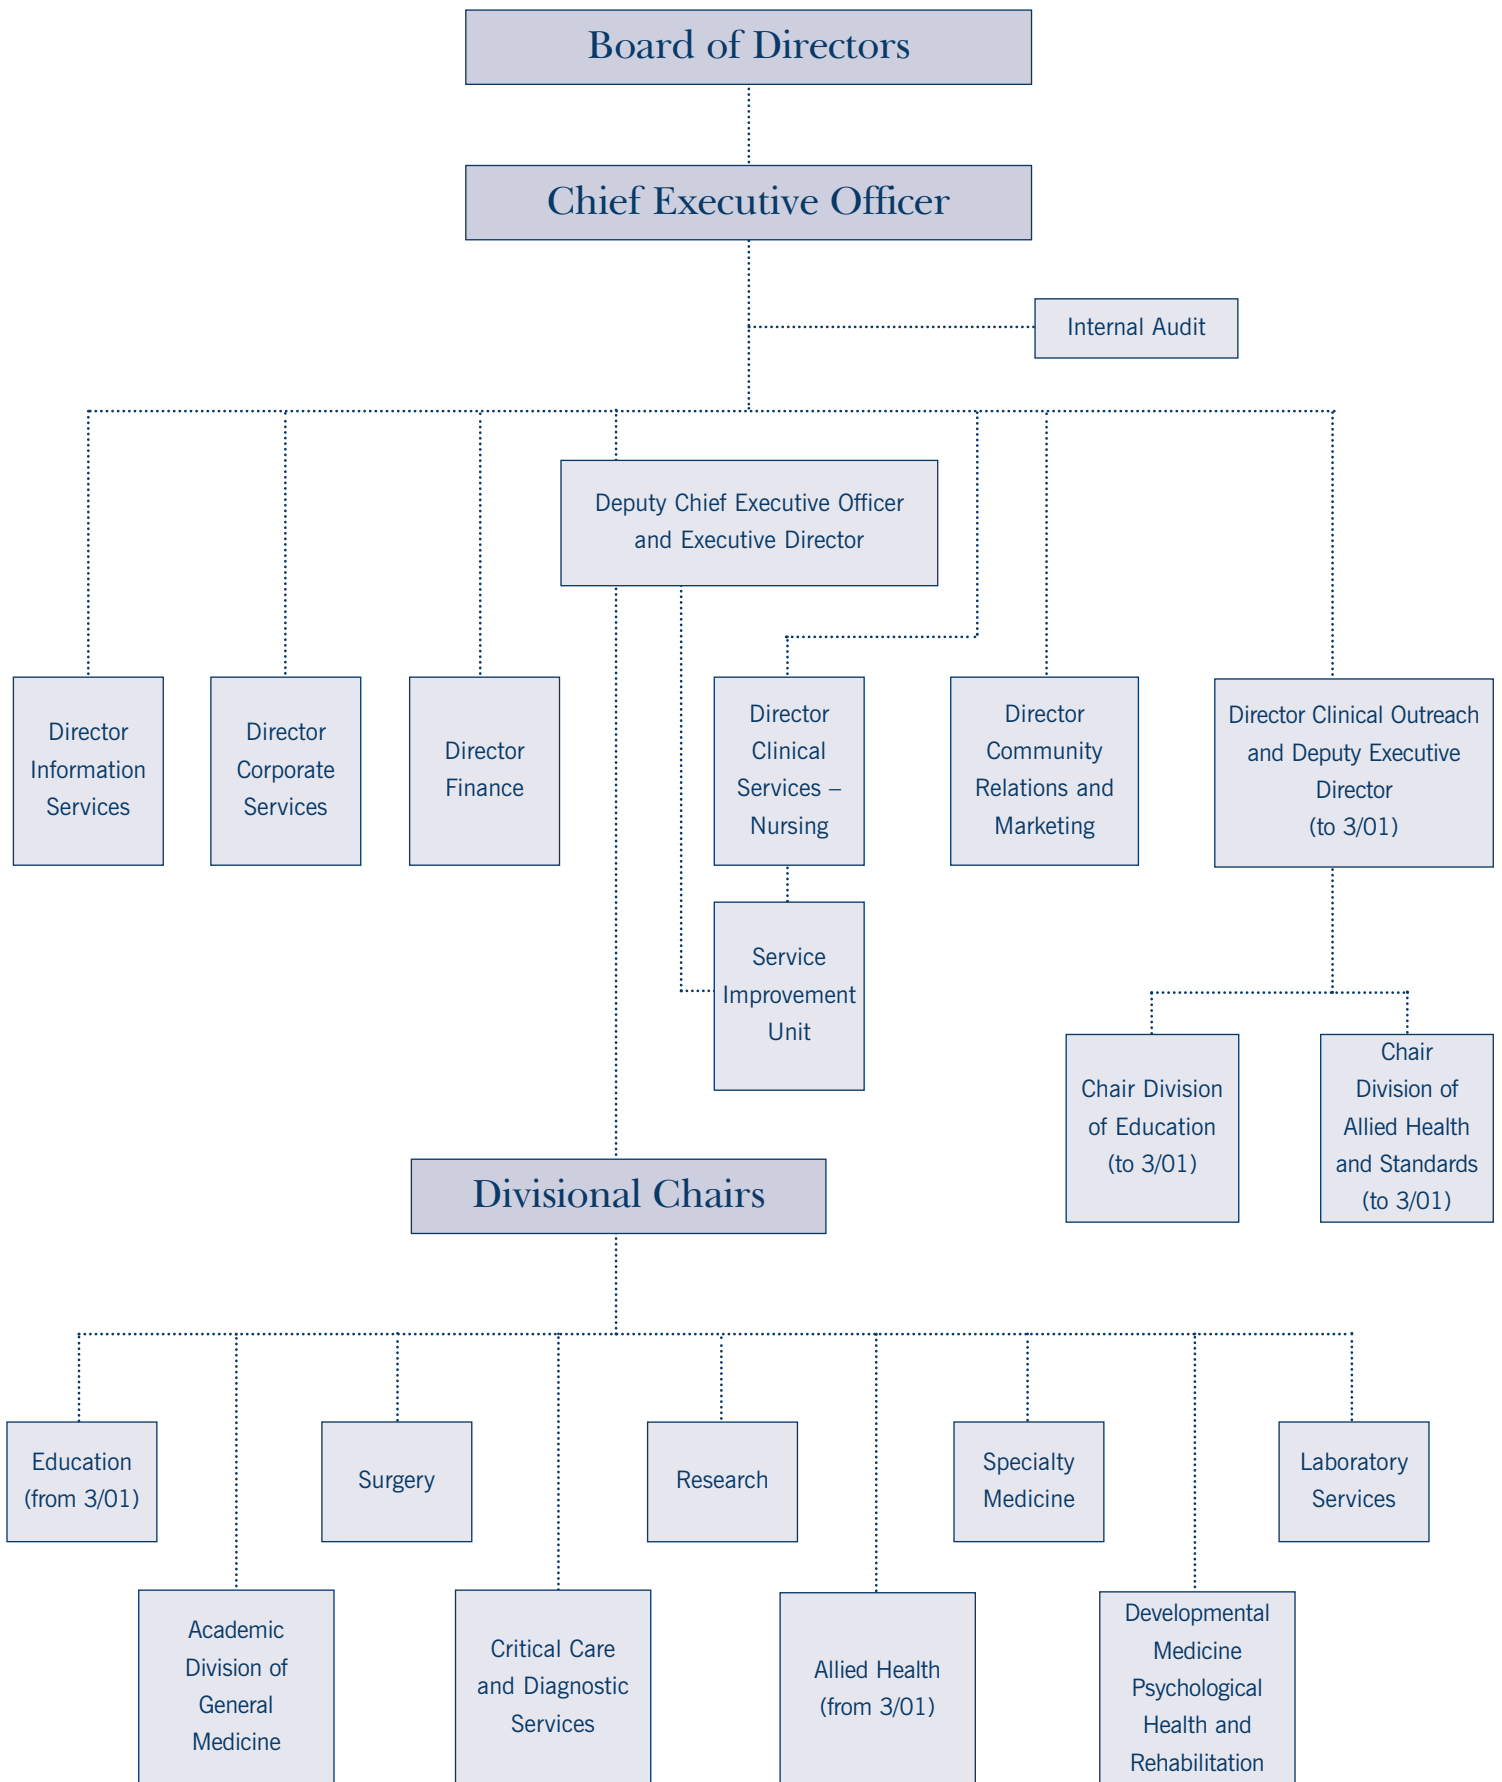 Board of Directors
Chief Executive Officer
Internal Audit
Deputy Chief Executive Officer
and Executive Director
Director
Information
Services
Director
Corporate
Services
Director
Finance
Director
Clinical
Services –
Nursing
Director
Community
Relations and
Marketing
Director Clinical Outreach
and Deputy Executive
Director
(to 3/01)
Service
Improvement
Unit
Chair Division
of Education
(to 3/01)
Chair
Division of
Allied Health
and Standards
(to 3/01)
Divisional Chairs
Education
(from 3/01)
Surgery
Research
Specialty
Medicine
Laboratory
Services
Academic
Division of
General
Medicine
Critical Care
and Diagnostic
Services
Allied Health
(from 3/01)
Developmental
Medicine
Psychological
Health and
Rehabilitation